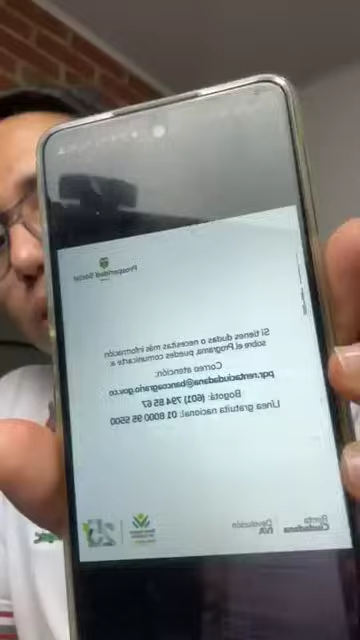 Prosperidad Social
Si tienes dudas o necesitas más información
sobre el Programa, puedes comunicarte a:
Correo atención:
pqr.rentaciudadana@bancoagrario.gov.co
Bogotá: (601) 794 85 67
Línea gratuita nacional: 01 8000 95 5500
Renta
Ciudadana
Devolución
IVA